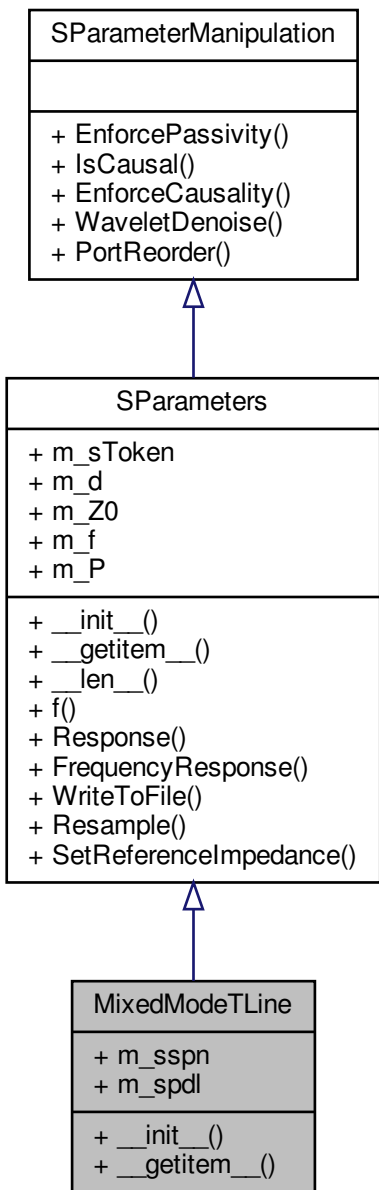 SParameterManipulation
+ EnforcePassivity()
+ IsCausal()
+ EnforceCausality()
+ WaveletDenoise()
+ PortReorder()
SParameters
+ m_sToken
+ m_d
+ m_Z0
+ m_f
+ m_P
+ __init__()
+ __getitem__()
+ __len__()
+ f()
+ Response()
+ FrequencyResponse()
+ WriteToFile()
+ Resample()
+ SetReferenceImpedance()
MixedModeTLine
+ m_sspn
+ m_spdl
+ __init__()
+ __getitem__()